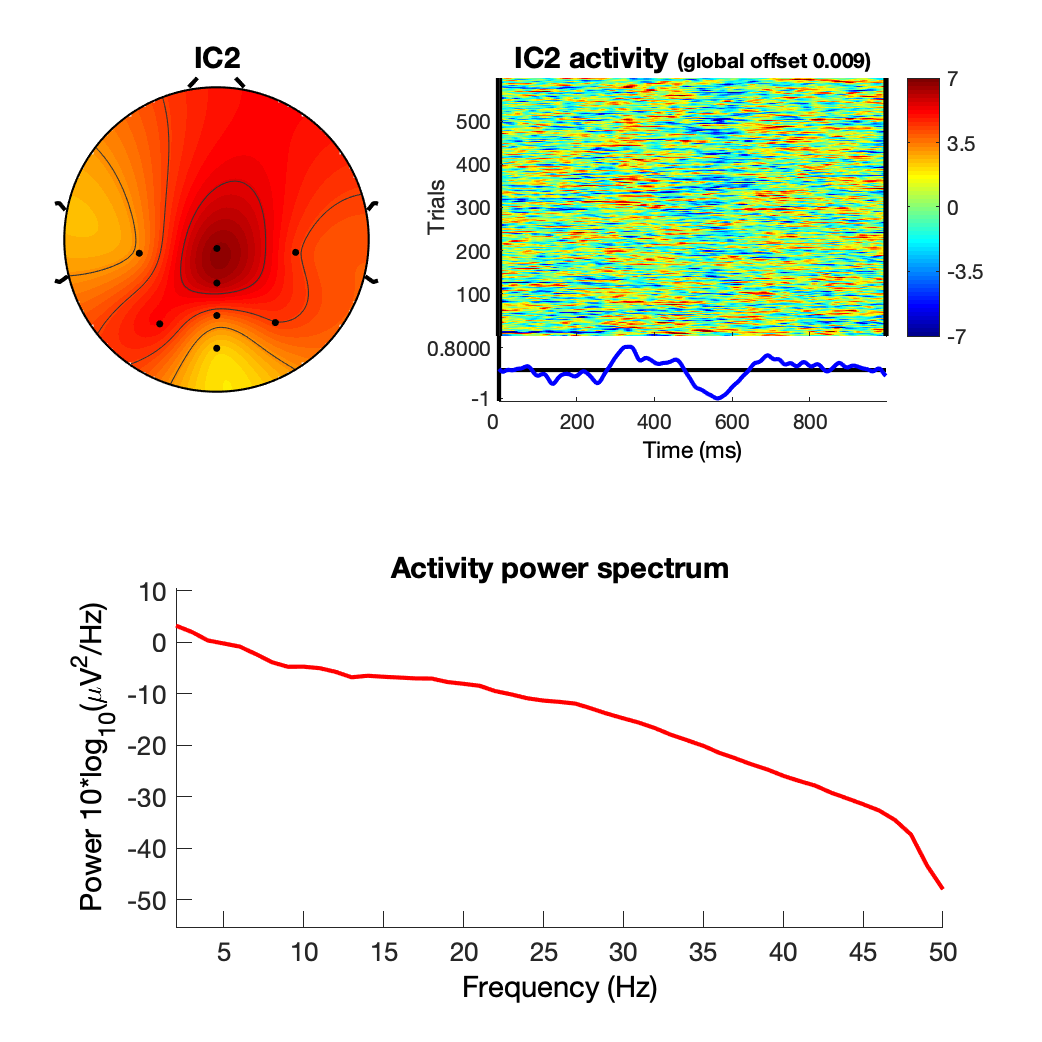 IC2
IC2 activity (global offset 0.009)
Trials
500
400
300
200
100
7
3.5
0
-3.5
-7
0.8000
-1
0 200 400 600 800
Time (ms)
Activity power spectrum
Power 10*log10(μV2/Hz)
10
0
-10
-20
-30
-40
-50
5 10 15 20 25 30 35 40 45 50
Frequency (Hz)